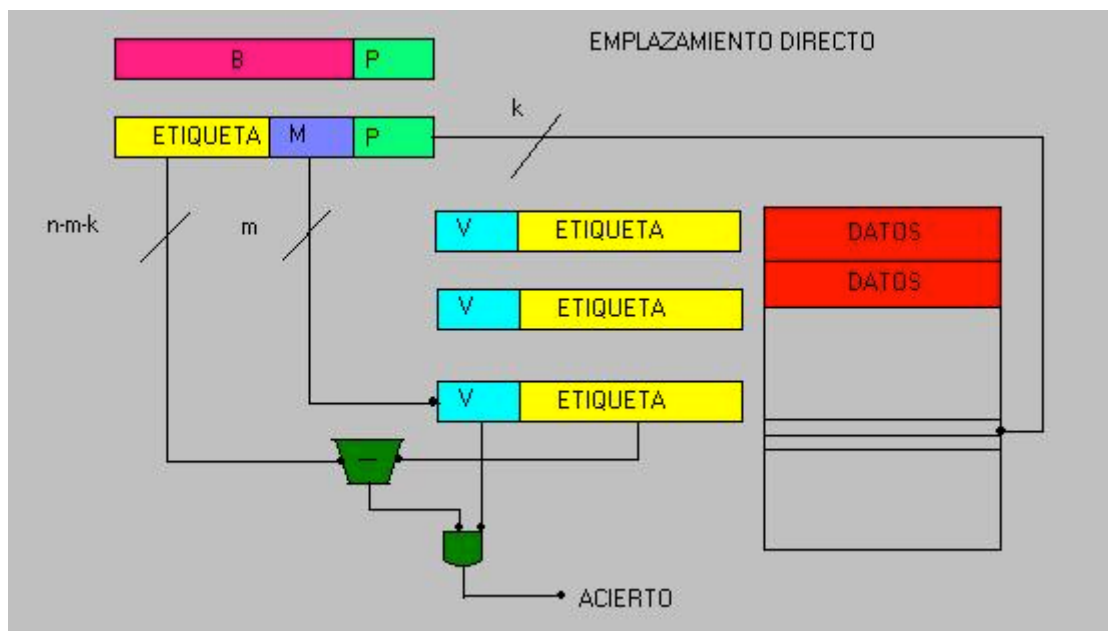 EMPLAZAMIENTO DIRECTO
B P
k
ETIQUETA M P
n-m-k m
V ETIQUETA DATOS
DATOS
V ETIQUETA
V ETIQUETA
ACIERTO